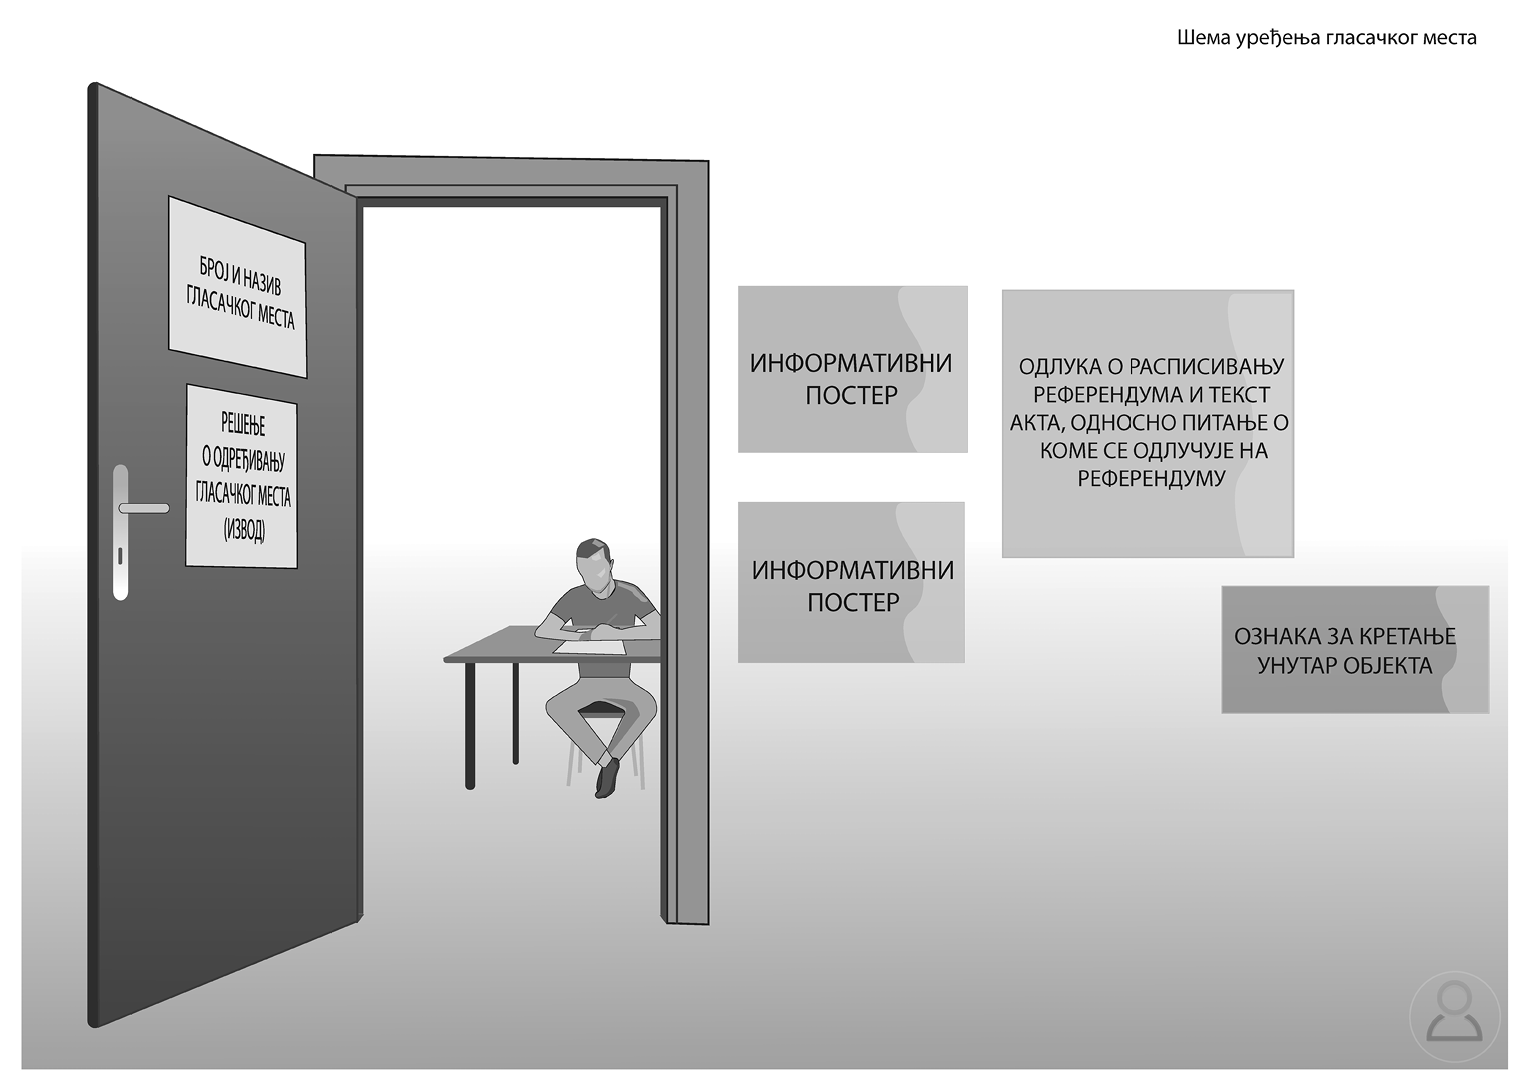 Шема уређења гласачког места
БРОЈ И НАЗИВ
ГЛАСАЧКОГ МЕСТА
РЕШЕЊЕ
О ОДРЕЂИВАЊУ
ГЛАСАЧКОГ МЕСТА
(ИЗВОД)
ИНФОРМАТИВНИ
ПОСТЕР
ИНФОРМАТИВНИ
ПОСТЕР
ОДЛУКА О РАСПИСИВАЊУ
РЕФЕРЕНДУМА И ТЕКСТ
АКТА, ОДНОСНО ПИТАЊЕ О
КОМЕ СЕ ОДЛУЧУЈЕ НА
РЕФЕРЕНДУМУ
ОЗНАКА ЗА КРЕТАЊЕ
УНУТАР ОБЈЕКТА